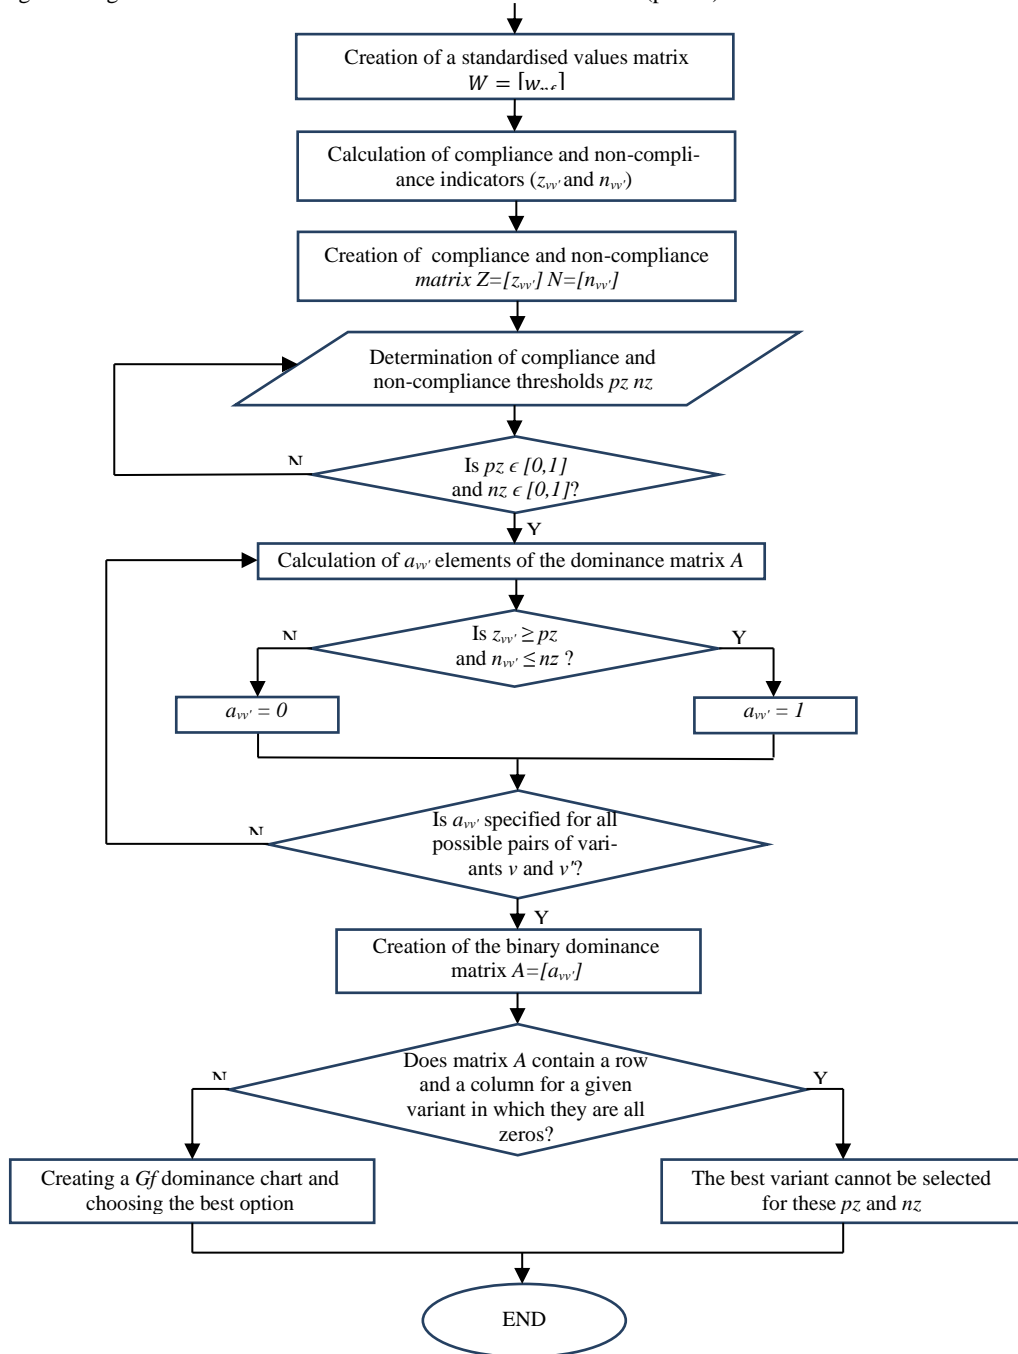 Creation of a standardised values matrix
W = [w
Calculation of compliance and non-compli-
ance indicators (zvv' and nvv')
Creation of compliance and non-compliance
matrix Z=[zvv'] N=[nvv']
Determination of compliance and
non-compliance thresholds pz nz
N
Is pz ϵ [0,1]
and nz ϵ [0,1]?
Y
Calculation of avv' elements of the dominance matrix A
N
Is zvv' ≥ pz
and nvv' ≤ nz ?
Y
avv' = 0
avv' = 1
N
Is avv' specified for all
possible pairs of vari-
ants v and v'?
Y
Creation of the binary dominance
matrix A=[avv']
N
Does matrix A contain a row
and a column for a given
variant in which they are all
zeros?
Y
Creating a Gf dominance chart and
choosing the best option
The best variant cannot be selected
for these pz and nz
END